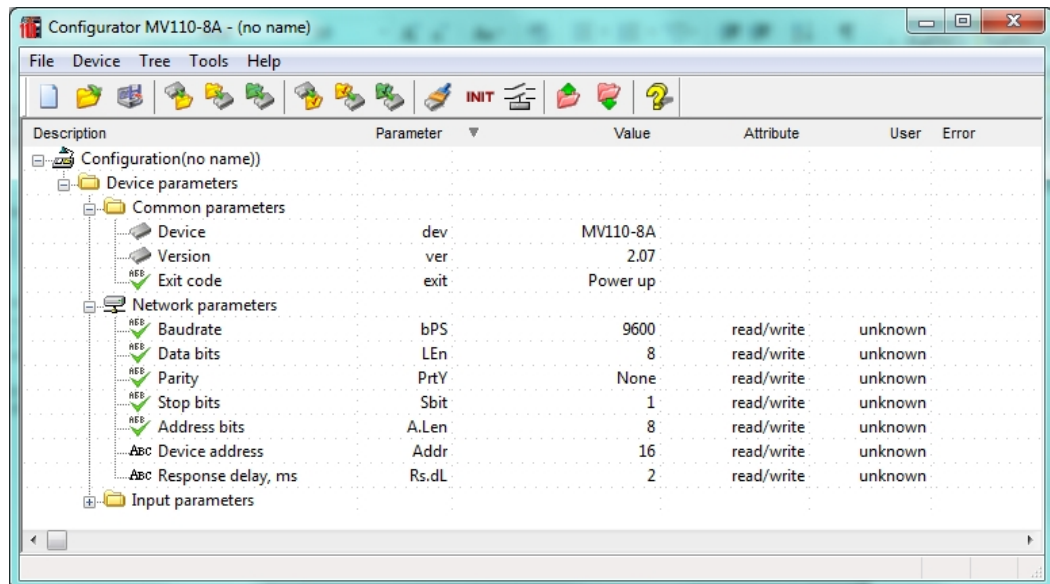 Configurator MV110-8A - (no name)
File Device Tree Tools Help
INIT
Description Parameter Value Attribute User Error
Configuration(no name))
Device parameters
Common parameters
Device dev MV110-8A
Version ver 2.07
Exit code exit Power up
Network parameters
Baudrate bPS 9600 read/write unknown
Data bits LEn 8 read/write unknown
Parity PrtY None read/write unknown
Stop bits Sbit 1 read/write unknown
Address bits A.Len 8 read/write unknown
ABC Device address Addr 16 read/write unknown
ABC Response delay, ms Rs.dL 2 read/write unknown
Input parameters